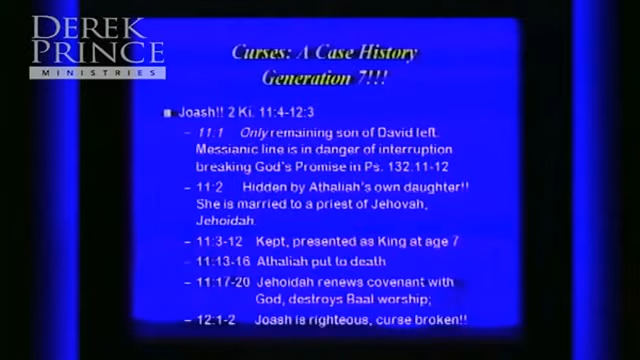 DEREK
PRINCE
MINISTRIES
Curses: A Case History
Generation 7!!!
Joash!! 2 Ki. 11:4-12:3
– 11:1 Only remaining son of David left.
Messianic line is in danger of interruption
breaking God's Promise in Ps. 132:11-12
– 11:2 Hidden by Athaliah's own daughter!!
She is married to a priest of Jehovah,
Jehoidah.
– 11:3-12 Kept, presented as King at age 7
– 11:13-16 Athaliah put to death
– 11:17-20 Jehoidah renews covenant with
God, destroys Baal worship;
– 12:1-2 Joash is righteous, curse broken!!